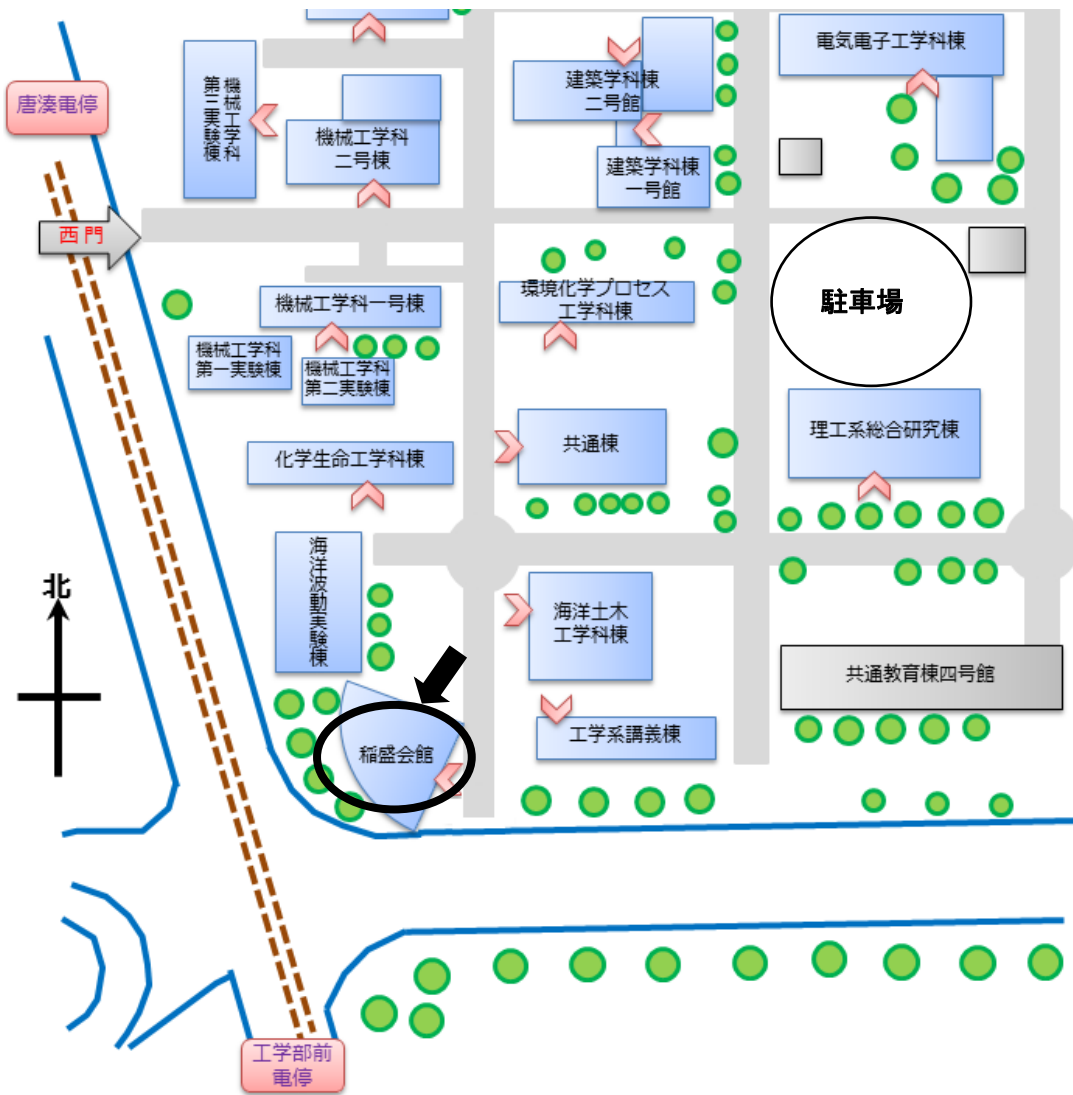 電気電子工学科棟
建築学科棟
二号館
機械工学科
第三実験棟
唐湊電停
機械工学科
二号棟
建築学科棟
一号館
西門
環境化学プロセス
工学科棟
駐車場
機械工学科一号棟
機械工学科
第一実験棟
機械工学科
第二実験棟
共通棟
理工系総合研究棟
化学生命工学科棟
海洋波動実験棟
北
海洋土木
工学科棟
共通教育棟四号館
工学系講義棟
稲盛会館
工学部前
電停